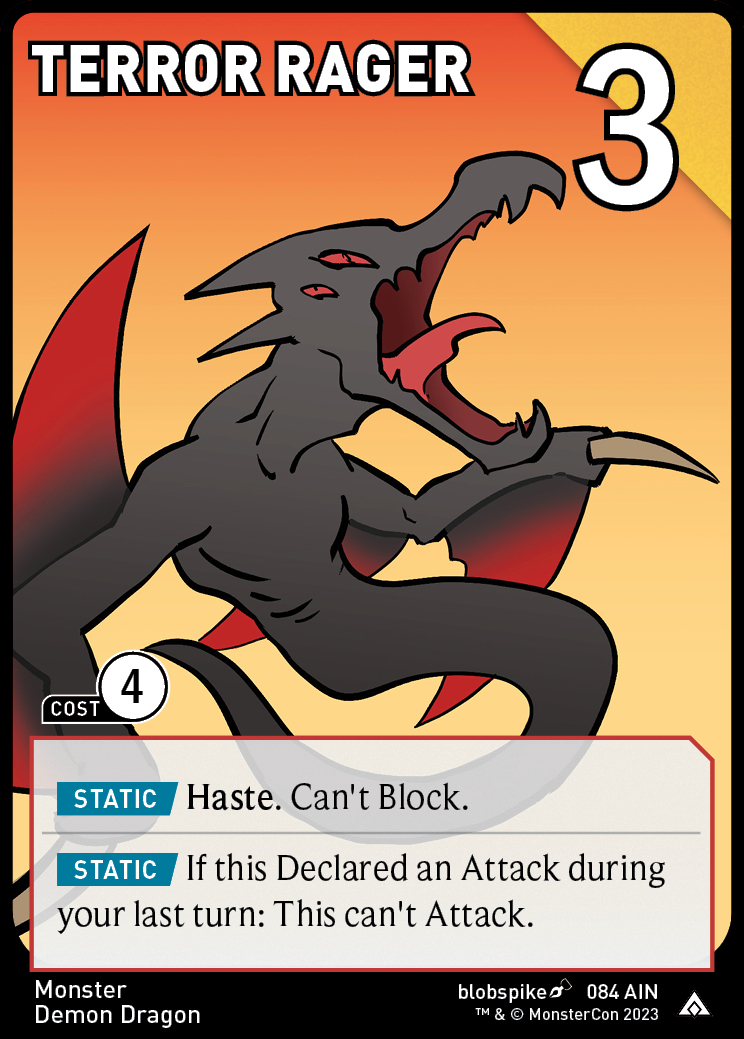 TERROR RAGER
3
COST 4
STATIC Haste. Can't Block.
STATIC If this Declared an Attack during
your last turn: This can't Attack.
Monster
Demon Dragon
blobspike 084 AIN
™ & © MonsterCon 2023